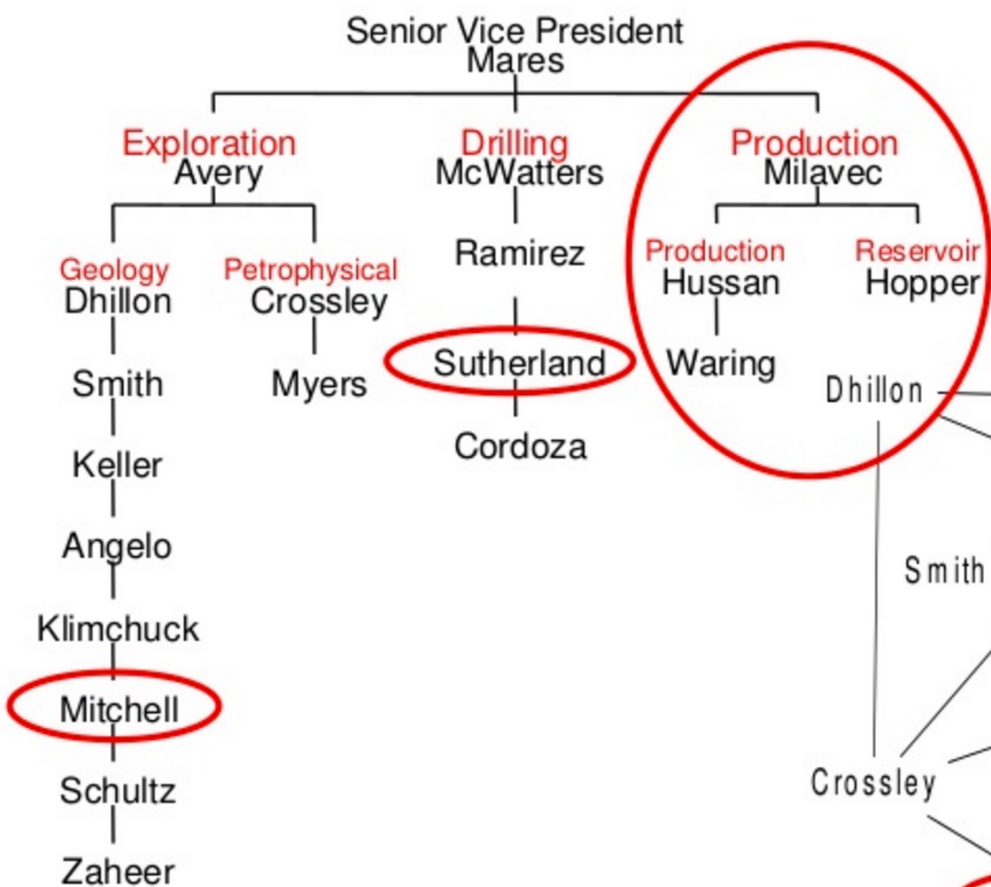 Senior Vice President
Mares
Exploration
Avery
Drilling
McWatters
Production
Milavec
Geology
Dhillon
Petrophysical
Crossley
Ramirez
Production
Hussan
Reservoir
Hopper
Smith
Myers
Sutherland
Waring
Dhillon
Keller
Cordoza
Angelo
Smith
Klimchuck
Mitchell
Schultz
Crossley
Zaheer